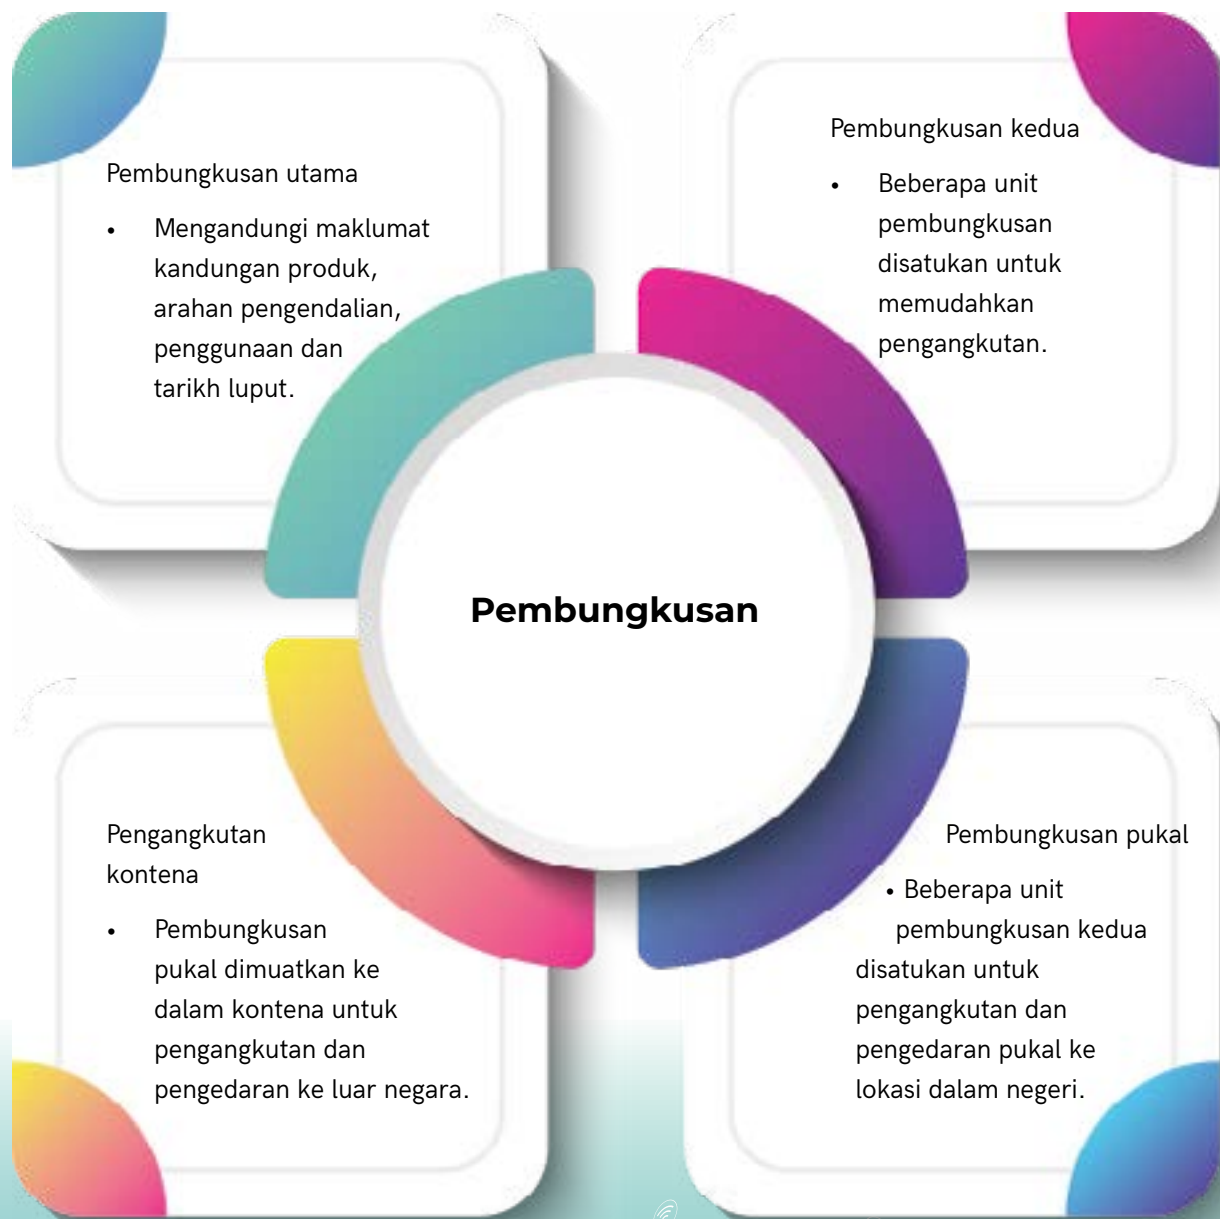 Pembungkusan utama
• Mengandungi maklumat
kandungan produk,
arahan pengendalian,
penggunaan dan
tarikh luput.
Pembungkusan kedua
• Beberapa unit
pembungkusan
disatukan untuk
memudahkan
pengangkutan.
Pembungkusan
Pengangkutan
kontena
• Pembungkusan
pukal dimuatkan ke
dalam kontena untuk
pengangkutan dan
pengedaran ke luar negara.
Pembungkusan pukal
• Beberapa unit
pembungkusan kedua
disatukan untuk
pengangkutan dan
pengedaran pukal ke
lokasi dalam negeri.